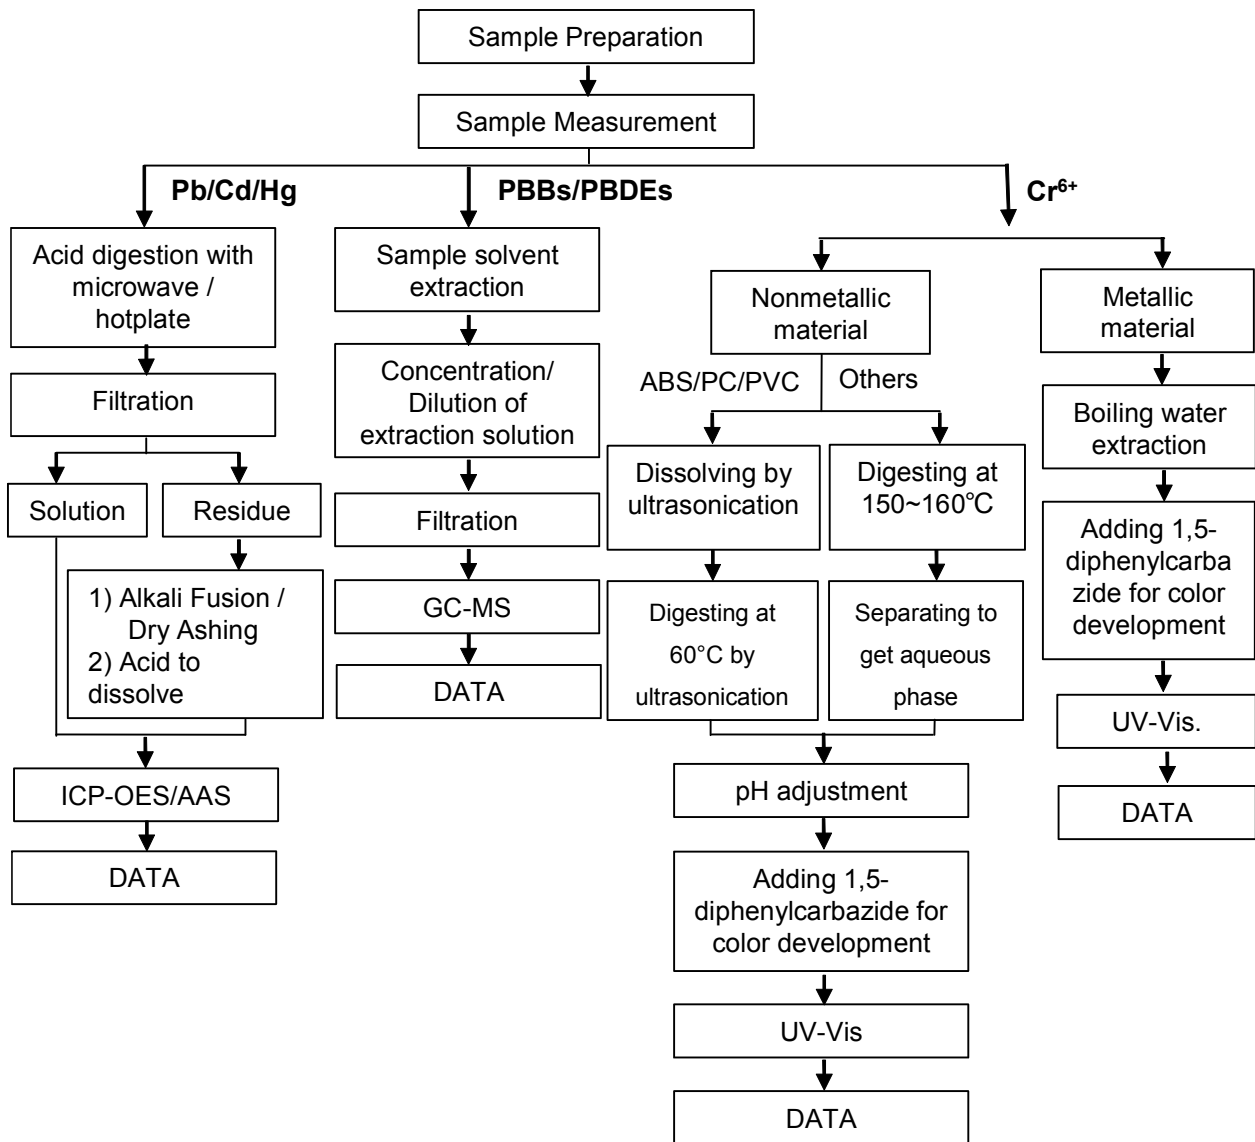 Sample Preparation
Sample Measurement
Pb/Cd/Hg
PBBs/PBDEs
Cr⁶⁺
Acid digestion with
microwave /
hotplate
Filtration
Solution
Residue
1) Alkali Fusion /
Dry Ashing
2) Acid to
dissolve
ICP-OES/AAS
DATA
Sample solvent
extraction
Concentration/
Dilution of
extraction solution
Filtration
GC-MS
DATA
Nonmetallic
material
ABS/PC/PVC
Others
Dissolving by
ultrasonication
Digesting at
60°C by
ultrasonication
Digesting at
150~160℃
Separating to
get aqueous
phase
pH adjustment
Adding 1,5-
diphenylcarbazide for
color development
UV-Vis
DATA
Metallic
material
Boiling water
extraction
Adding 1,5-
diphenylcarba
zide for color
development
UV-Vis.
DATA